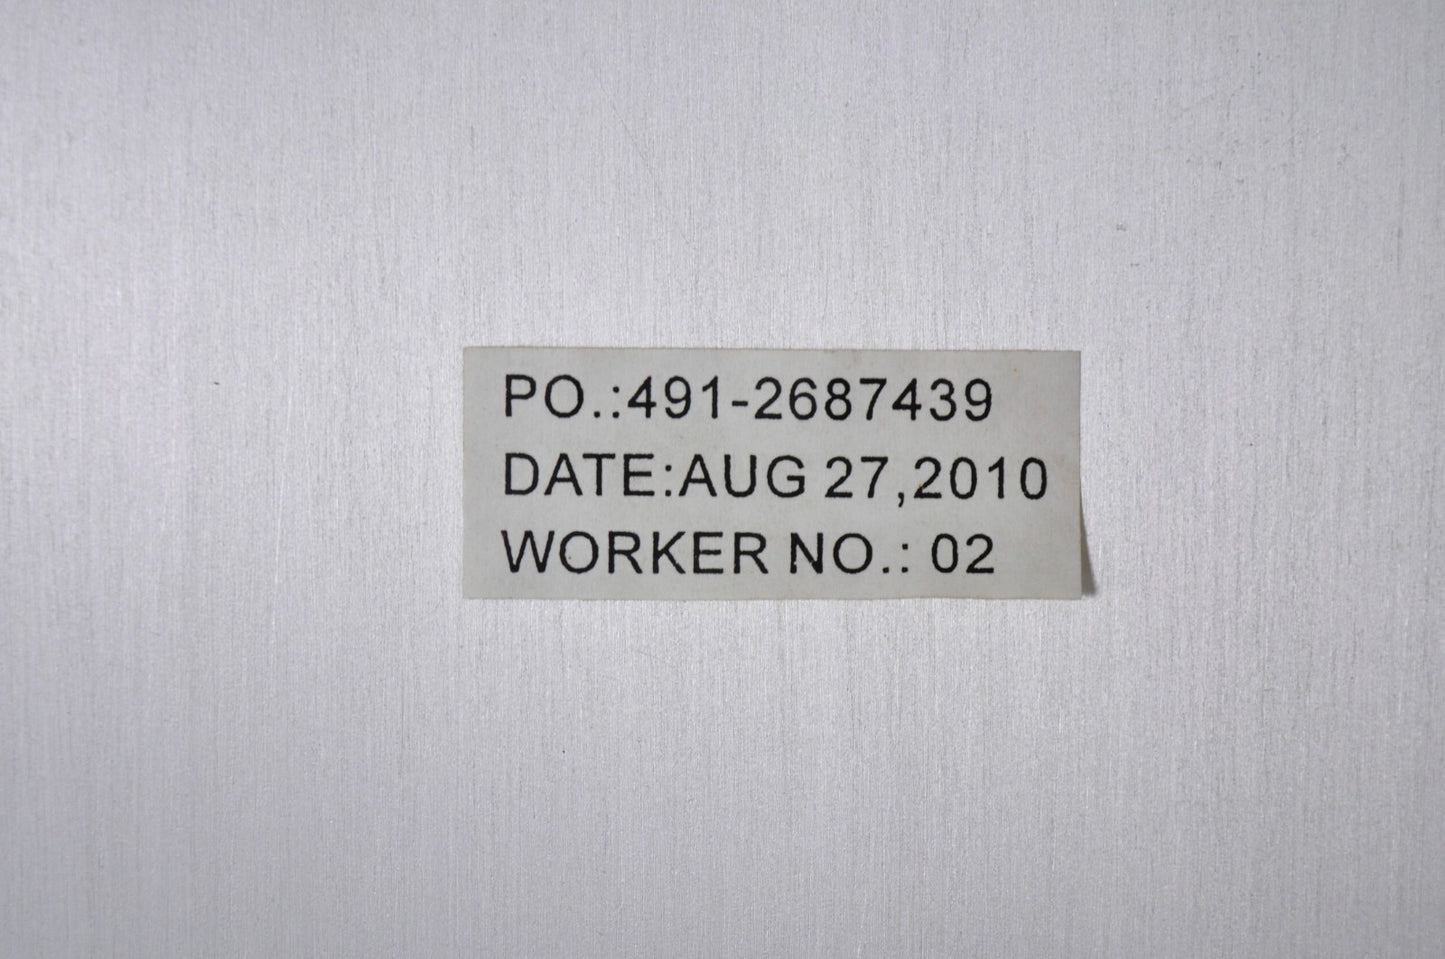 PO.:491-2687439
DATE:AUG 27,2010
WORKER NO.: 02